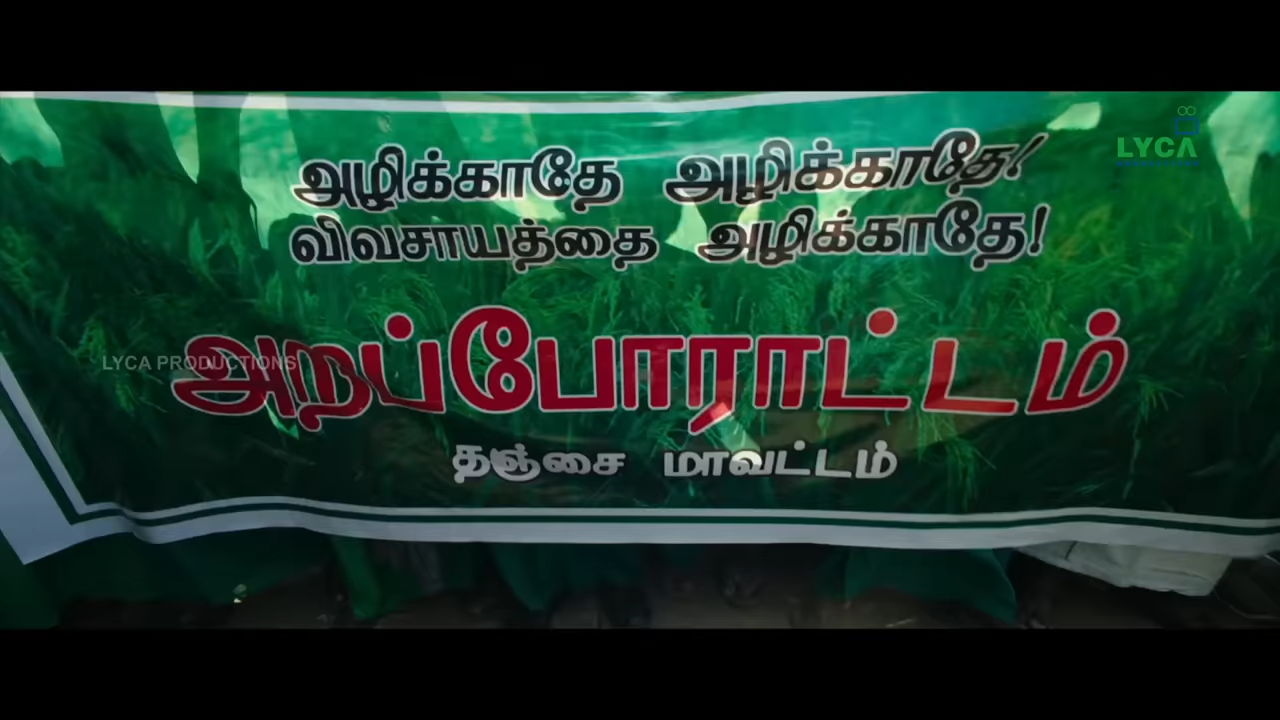 அழிக்காதே அழிக்காதே!
விவசாயத்தை அழிக்காதே!
அறப்போராட்டம்
தஞ்சை மாவட்டம்
LYCA
LYCA PRODUCTIONS